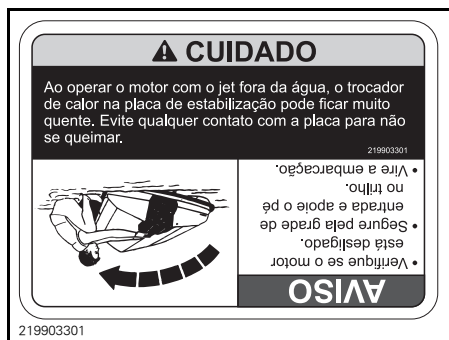 ⚠ CUIDADO
Ao operar o motor com o jet fora da água, o trocador
de calor na placa de estabilização pode ficar muito
quente. Evite qualquer contato com a placa para não
se queimar.
219903301
AVISO
• Verifique se o motor
está desligado.
• Segure pela grade de
entrada e apoie o pé
no trilho.
• Vire a embarcação.
219903301